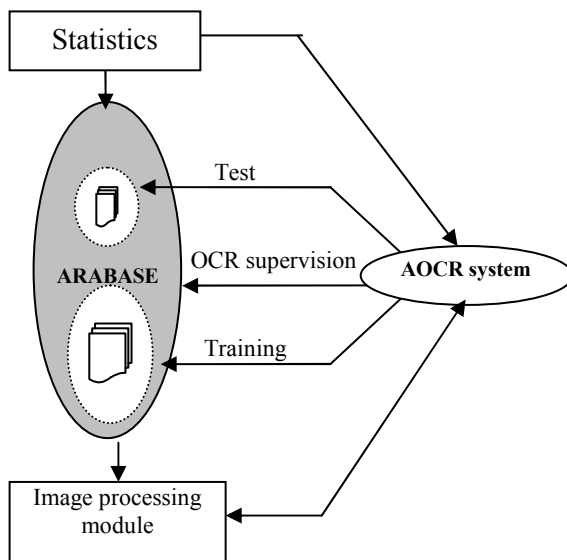 Statistics
Test
OCR supervision
ARABASE
AOCR system
Training
Image processing
module